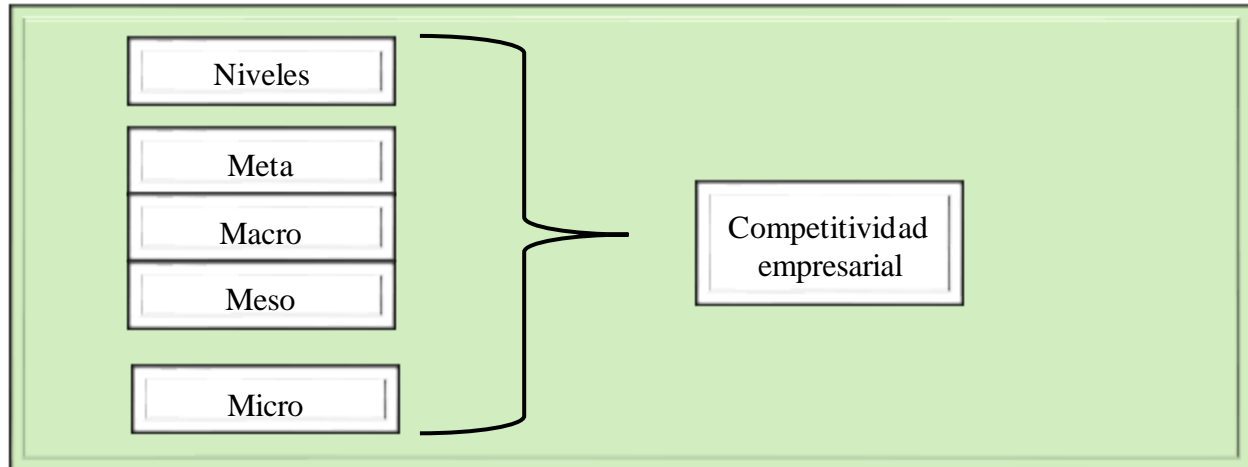 Niveles
Meta
Macro
Meso
Micro
Competitividad
empresarial